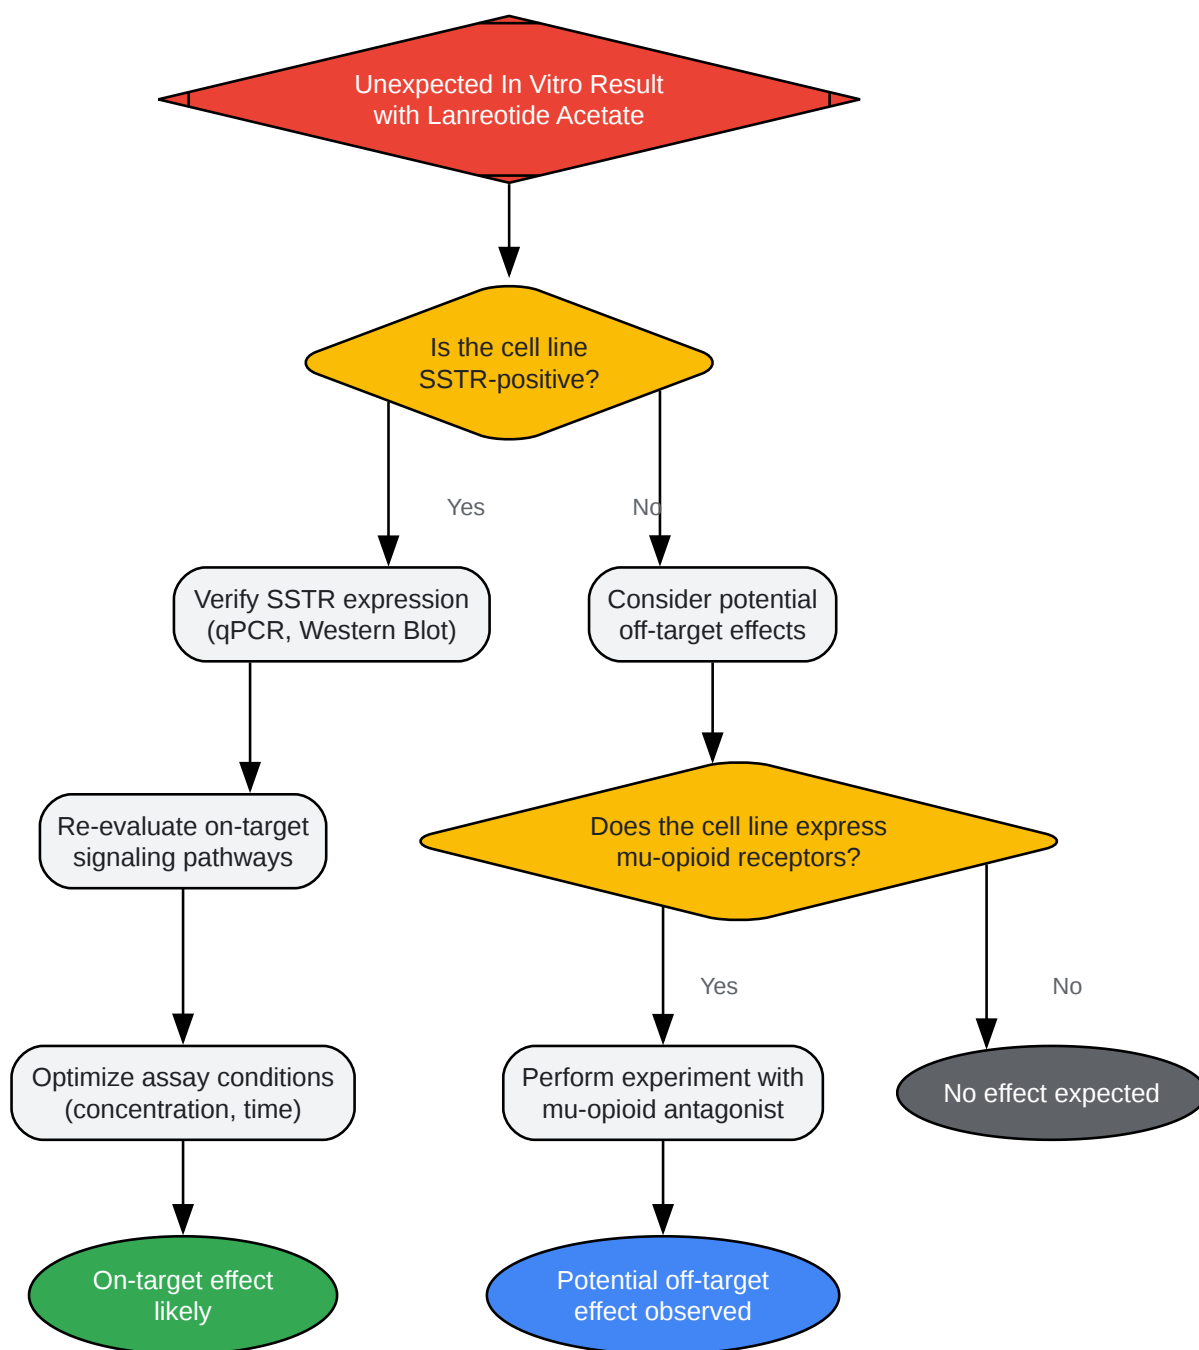 Unexpected In Vitro Result
with Lanreotide Acetate
Is the cell line
SSTR-positive?
Yes
No
Verify SSTR expression
(qPCR, Western Blot)
Consider potential
off-target effects
Re-evaluate on-target
signaling pathways
Does the cell line express
mu-opioid receptors?
Yes
No
Optimize assay conditions
(concentration, time)
Perform experiment with
mu-opioid antagonist
No effect expected
On-target effect
likely
Potential off-target
effect observed